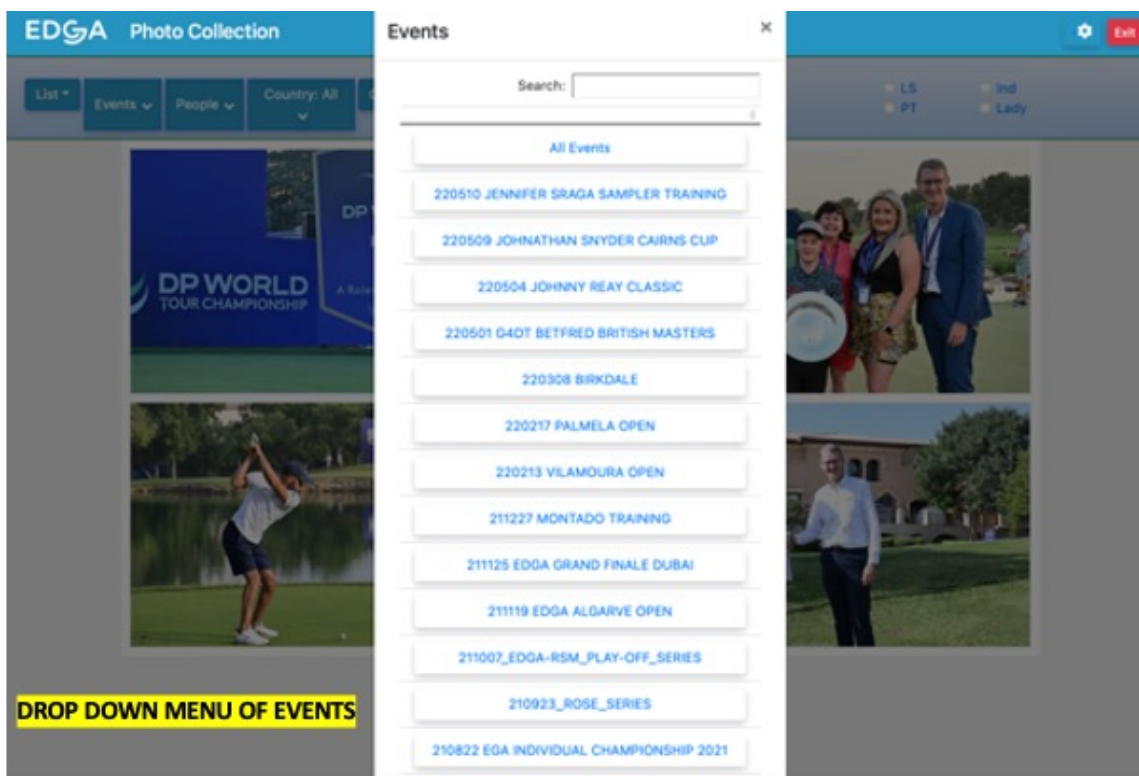 EDGA Photo Collection
Events
×
Exit
Search:
List
Events
People
Country: All
LS
Ind
PT
Lady
All Events
220510 JENNIFER SRAGA SAMPLER TRAINING
220509 JOHNATHAN SNYDER CAIRNS CUP
220504 JOHNNY REAY CLASSIC
220501 G4DT BETFRED BRITISH MASTERS
220308 BIRKDALE
220217 PALMELA OPEN
220213 VILAMOURA OPEN
211227 MONTADO TRAINING
211125 EDGA GRAND FINALE DUBAI
211119 EDGA ALGARVE OPEN
211007_EDGA-RSM_PLAY-OFF_SERIES
210923_ROSE_SERIES
210822 EGA INDIVIDUAL CHAMPIONSHIP 2021
DP
DP WORLD
TOUR CHAMPIONSHIP
DROP DOWN MENU OF EVENTS